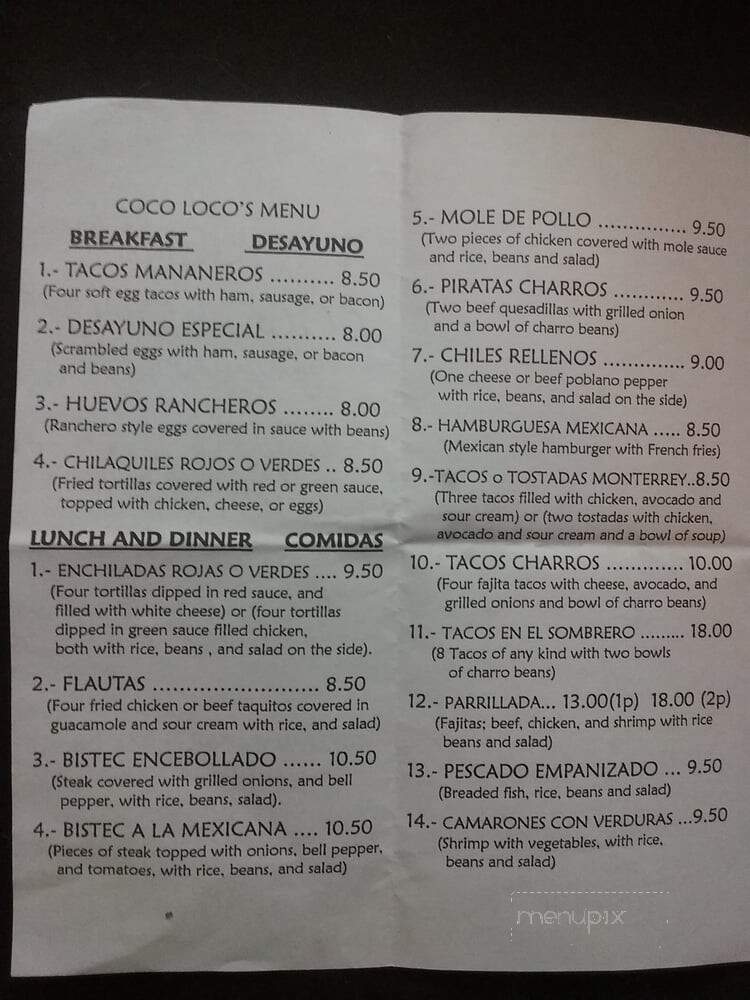 COCO LOCO'S MENU
BREAKFAST DESAYUNO
1.- TACOS MANANEROS .......... 8.50
(Four soft egg tacos with ham, sausage, or bacon)
2.- DESAYUNO ESPECIAL .......... 8.00
(Scrambled eggs with ham, sausage, or bacon
and beans)
3.- HUEVOS RANCHEROS ........ 8.00
(Ranchero style eggs covered in sauce with beans)
4.- CHILAQUILES ROJOS O VERDES .. 8.50
(Fried tortillas covered with red or green sauce,
topped with chicken, cheese, or eggs)
LUNCH AND DINNER COMIDAS
1.- ENCHILADAS ROJAS O VERDES .... 9.50
(Four tortillas dipped in red sauce, and
filled with white cheese) or (four tortillas
dipped in green sauce filled chicken,
both with rice, beans , and salad on the side).
2.- FLAUTAS ........................ 8.50
(Four fried chicken or beef taquitos covered in
guacamole and sour cream with rice, and salad)
3.- BISTEC ENCEBOLLADO ...... 10.50
(Steak covered with grilled onions, and bell
pepper, with rice, beans, salad).
4.- BISTEC A LA MEXICANA .... 10.50
(Pieces of steak topped with onions, bell pepper,
and tomatoes, with rice, beans, and salad)
5.- MOLE DE POLLO ............... 9.50
(Two pieces of chicken covered with mole sauce
and rice, beans and salad)
6.- PIRATAS CHARROS ............ 9.50
(Two beef quesadillas with grilled onion
and a bowl of charro beans)
7.- CHILES RELLENOS .............. 9.00
(One cheese or beef poblano pepper
with rice, beans, and salad on the side)
8.- HAMBURGUESA MEXICANA ..... 8.50
(Mexican style hamburger with French fries)
9.-TACOS o TOSTADAS MONTERREY..8.50
(Three tacos filled with chicken, avocado and
sour cream) or (two tostadas with chicken,
avocado and sour cream and a bowl of soup)
10.- TACOS CHARROS ............. 10.00
(Four fajita tacos with cheese, avocado, and
grilled onions and bowl of charro beans)
11.- TACOS EN EL SOMBRERO ......... 18.00
(8 Tacos of any kind with two bowls
of charro beans)
12.- PARRILLADA... 13.00(1p) 18.00 (2p)
(Fajitas; beef, chicken, and shrimp with rice
beans and salad)
13.- PESCADO EMPANIZADO ... 9.50
(Breaded fish, rice, beans and salad)
14.- CAMARONES CON VERDURAS ...9.50
(Shrimp with vegetables, with rice,
beans and salad)
menupix